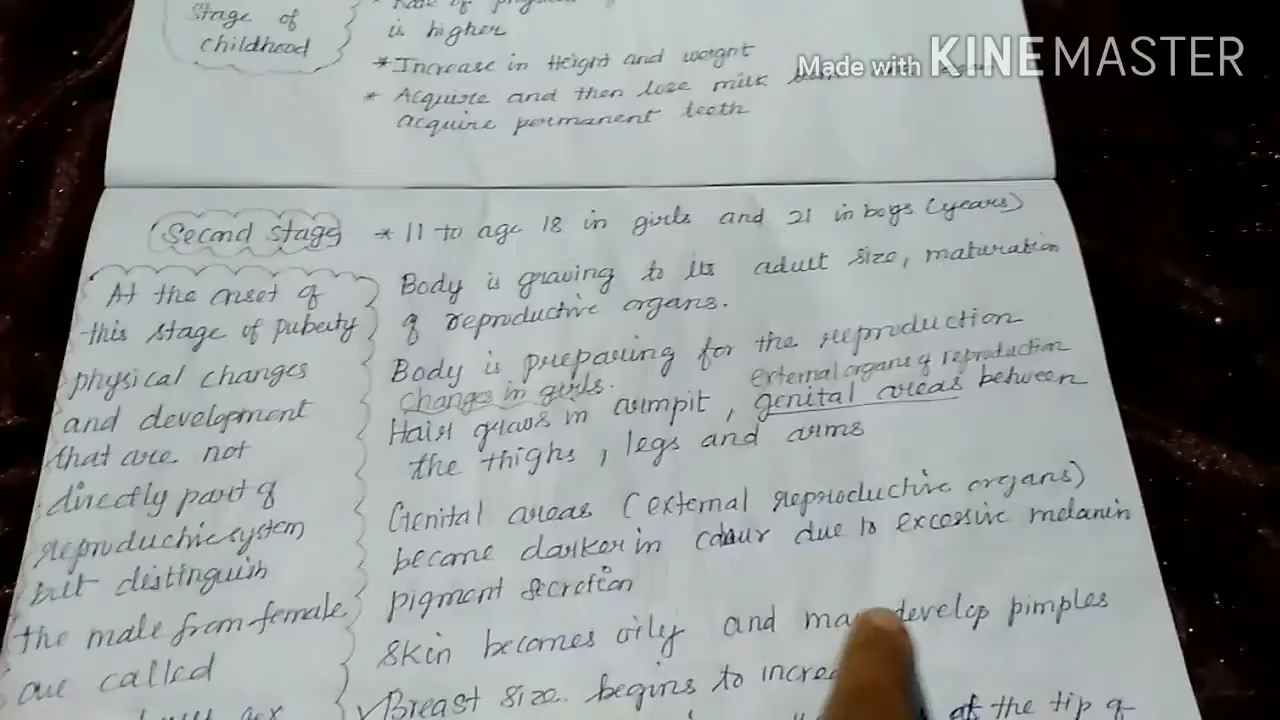 Made with KINEMASTER
Stage of
childhood
Rate of
is higher
* Increase in Height and weight
* Acquire and then lose milk
acquire permanent teeth
Second stage
* 11 to age 18 in girls and 21 in boys (years)
At the onset of
this stage of puberty
physical changes
and development
that are not
directly part of
reproductive system
but distinguish
the male from female
are called
sex
Body is growing to its adult size, maturation
of reproductive organs.
Body is preparing for the reproduction
changes in girls.
external organs of reproduction
Hair grows in armpit, genital areas between
the thighs, legs and arms
Genital areas (external reproductive organs)
become darker in colour due to excessive melanin
pigment secretion
Skin becomes oily and may develop pimples
Breast size begins to
at the tip of